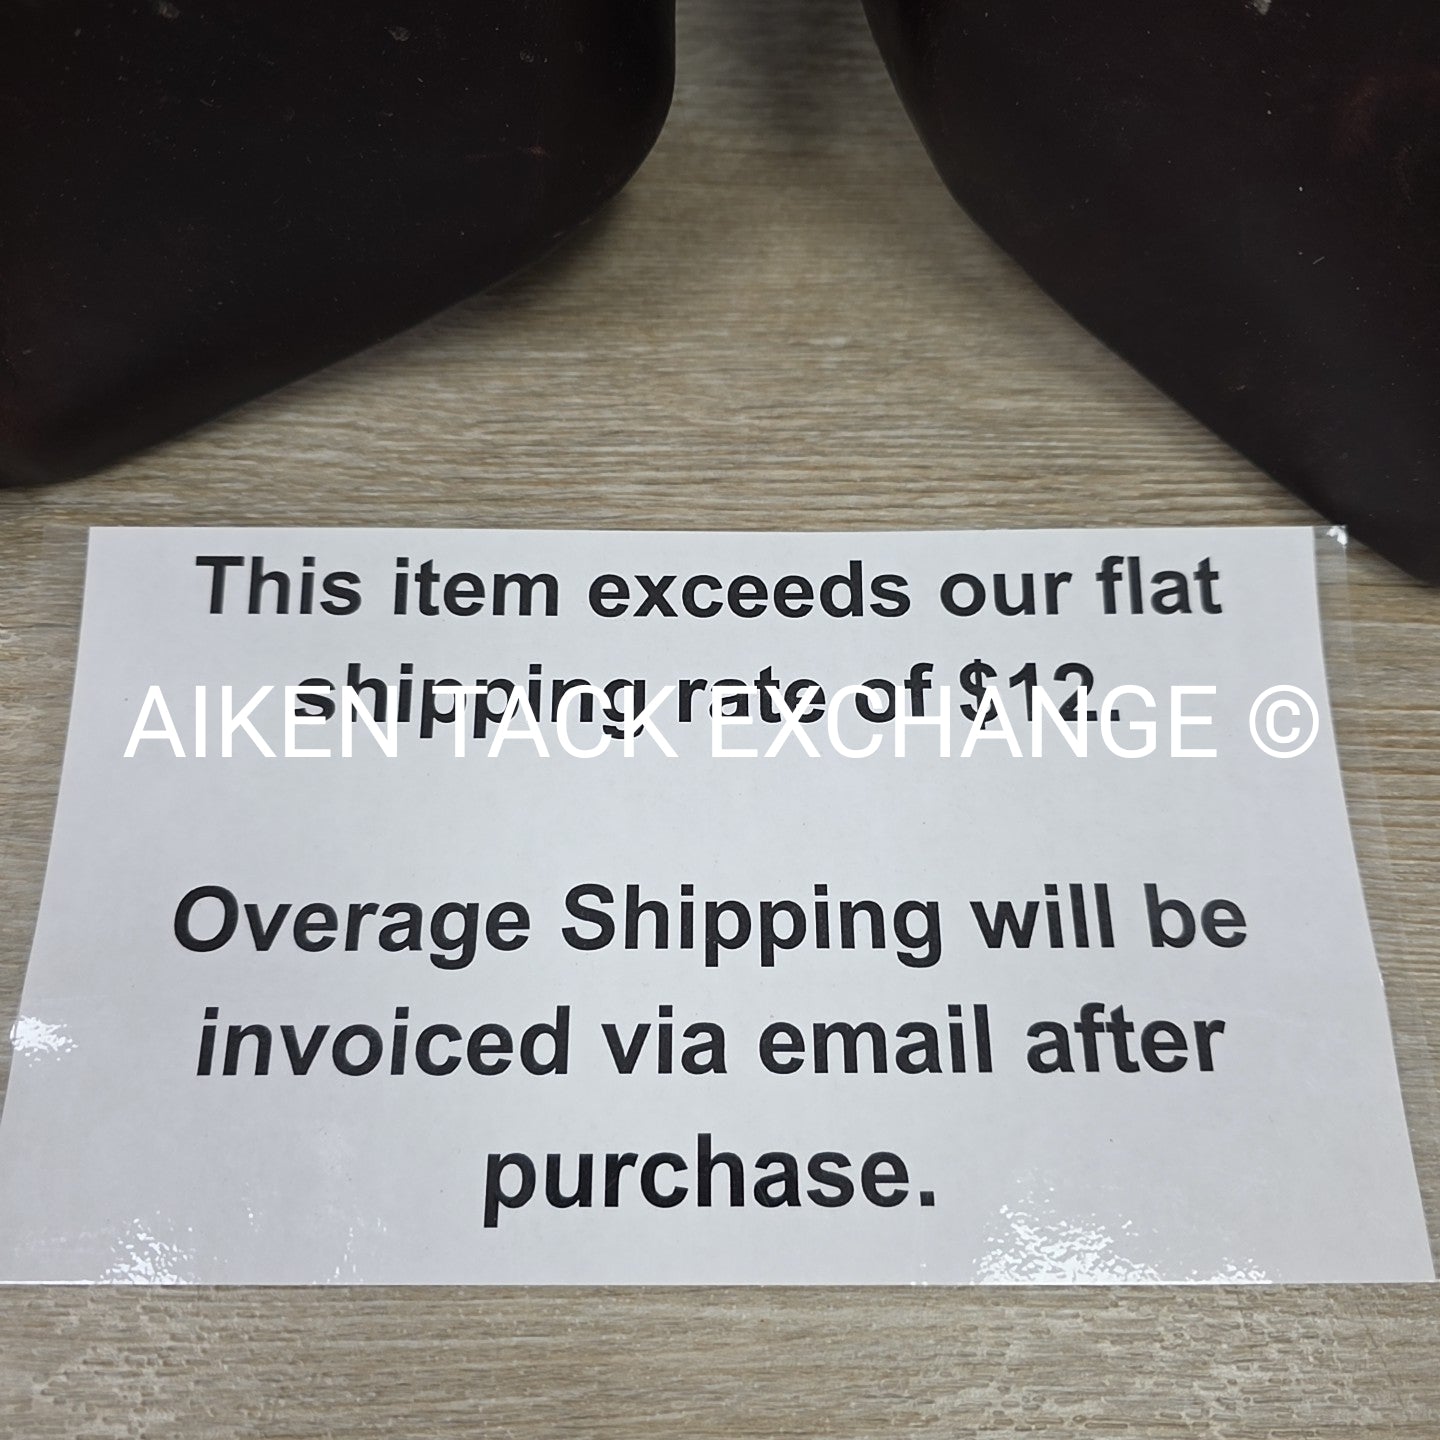 This item exceeds our flat
shipping rate of $12.
AIKEN TACK EXCHANGE ©
Overage Shipping will be
invoiced via email after
purchase.